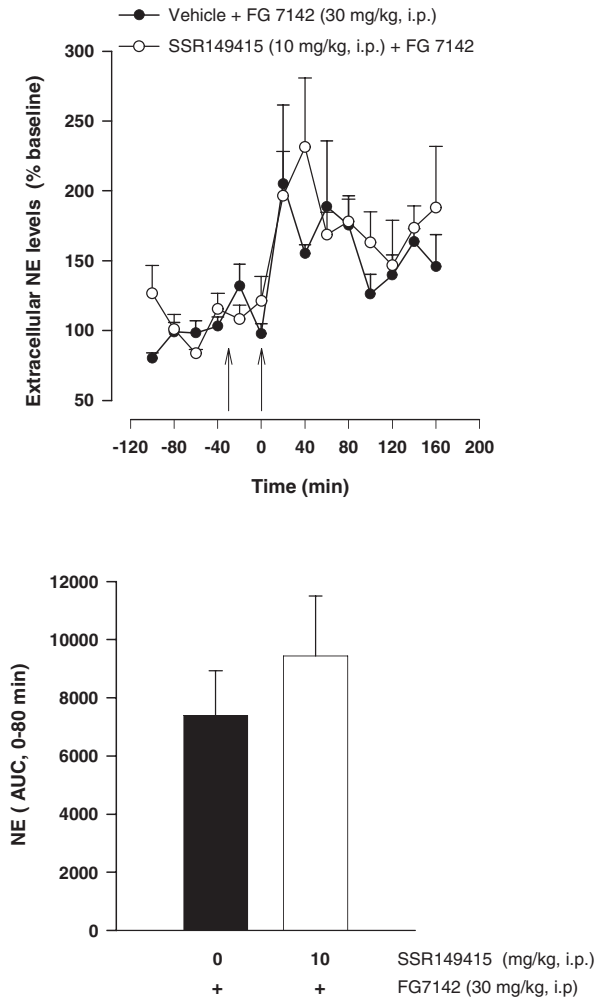 Vehicle + FG 7142 (30 mg/kg, i.p.)
SSR149415 (10 mg/kg, i.p.) + FG 7142
Extracellular NE levels (% baseline)
300
250
200
150
100
50
-120 -80 -40 0 40 80 120 160 200
Time (min)
NE ( AUC, 0-80 min)
12000
10000
8000
6000
4000
2000
0
0 10 SSR149415 (mg/kg, i.p.)
+ + FG7142 (30 mg/kg, i.p)